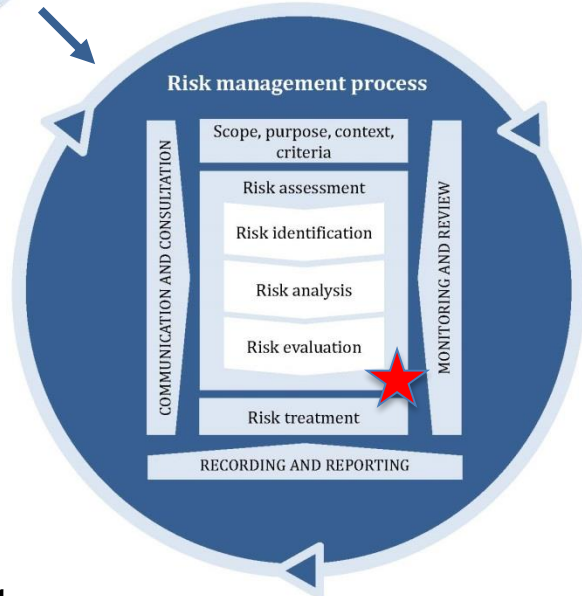 Risk management process
Scope, purpose, context,
criteria
Risk assessment
Risk identification
Risk analysis
Risk evaluation
Risk treatment
COMMUNICATION AND CONSULTATION
MONITORING AND REVIEW
RECORDING AND REPORTING